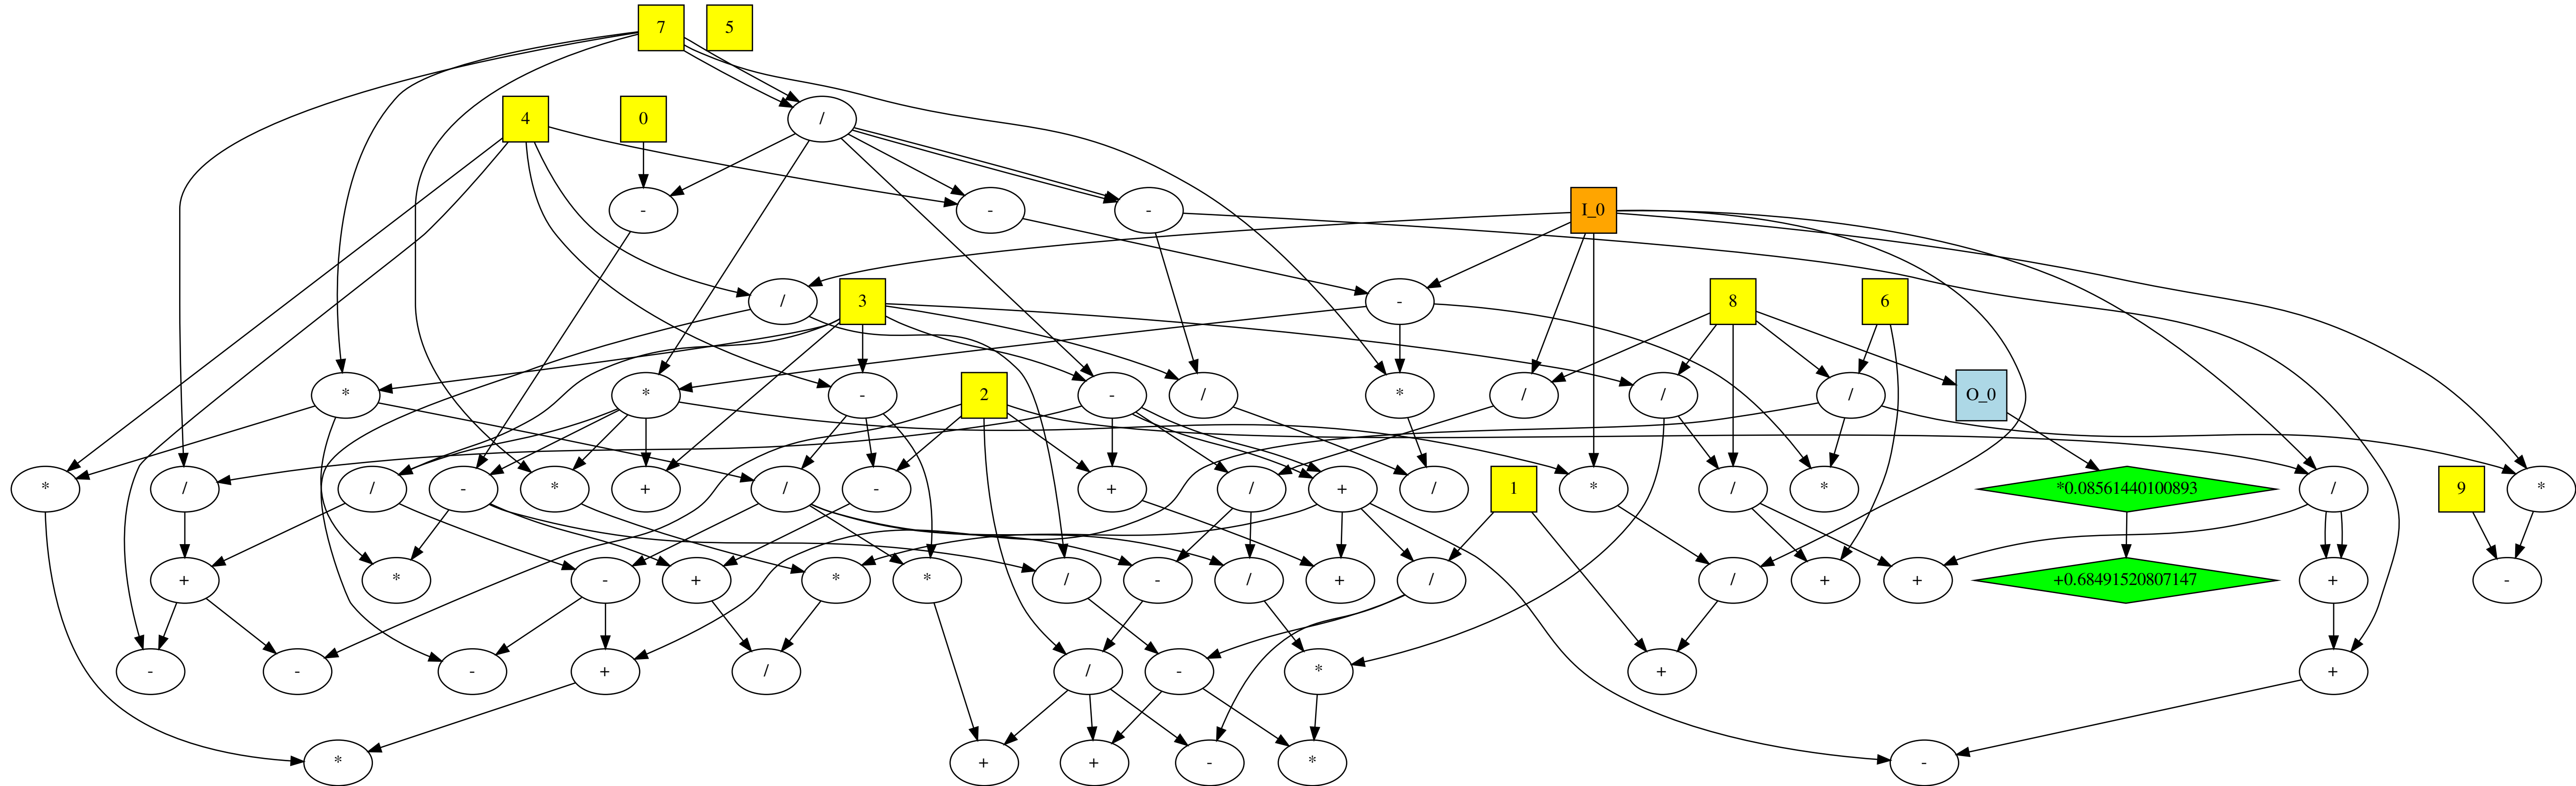 7 5
4 0 /
- - - I_0
/ 3 - 8 6
* * - 2 - / * / / / O_0
* / / - * + / - + / + / 1 * / * *0.08561440100893 / 9 *
+ * - + * * / - / + / / + + +0.68491520807147 + -
- - - + / / - * + +
* + + - * -